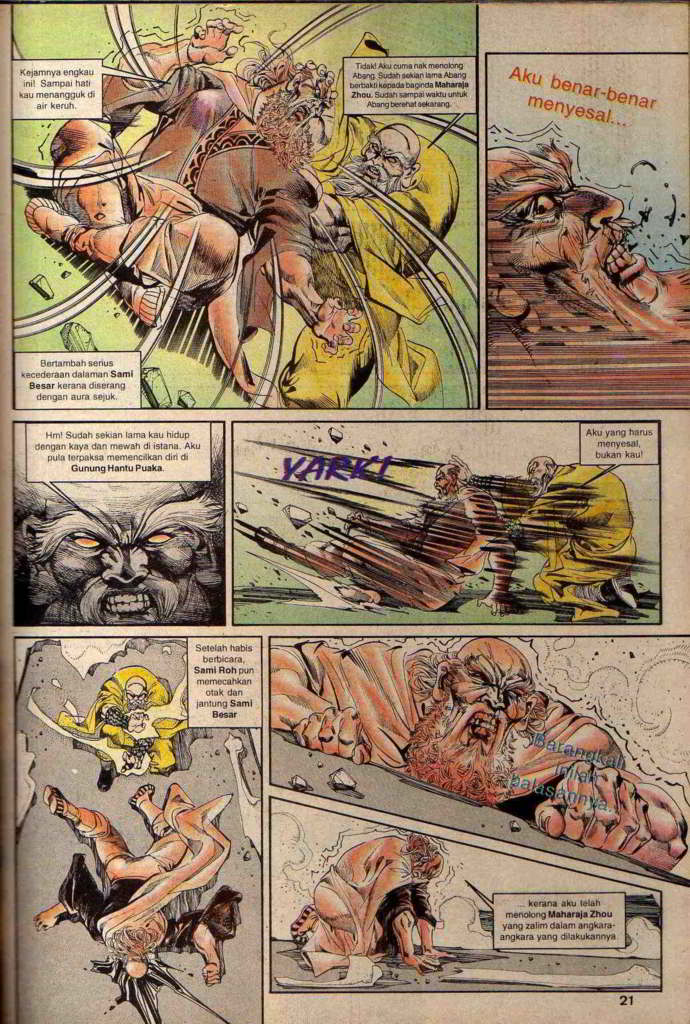 Kejamnya engkau
ini! Sampai hati
kau menangguk di
air keruh.
Tidak! Aku cuma nak menolong
Abang. Sudah sekian lama Abang
berbakti kepada baginda Maharaja
Zhou. Sudah sampai waktu untuk
Abang berehat sekarang.
Bertambah serius
kecederaan dalaman Sami
Besar kerana diserang
dengan aura sejuk.
Aku benar-benar
menyesal...
Hm! Sudah sekian lama kau hidup
dengan kaya dan mewah di istana. Aku
pula terpaksa memencilkan diri di
Gunung Hantu Puaka.
YARK!
Aku yang harus
menyesal,
bukan kau!
Setelah habis
berbicara,
Sami Roh pun
memecahkan
otak dan
jantung Sami
Besar
Barangkali
inilah
balasannya...
... kerana aku telah
menolong Maharaja Zhou
yang zalim dalam angkara-
angkara yang dilakukannya.
21